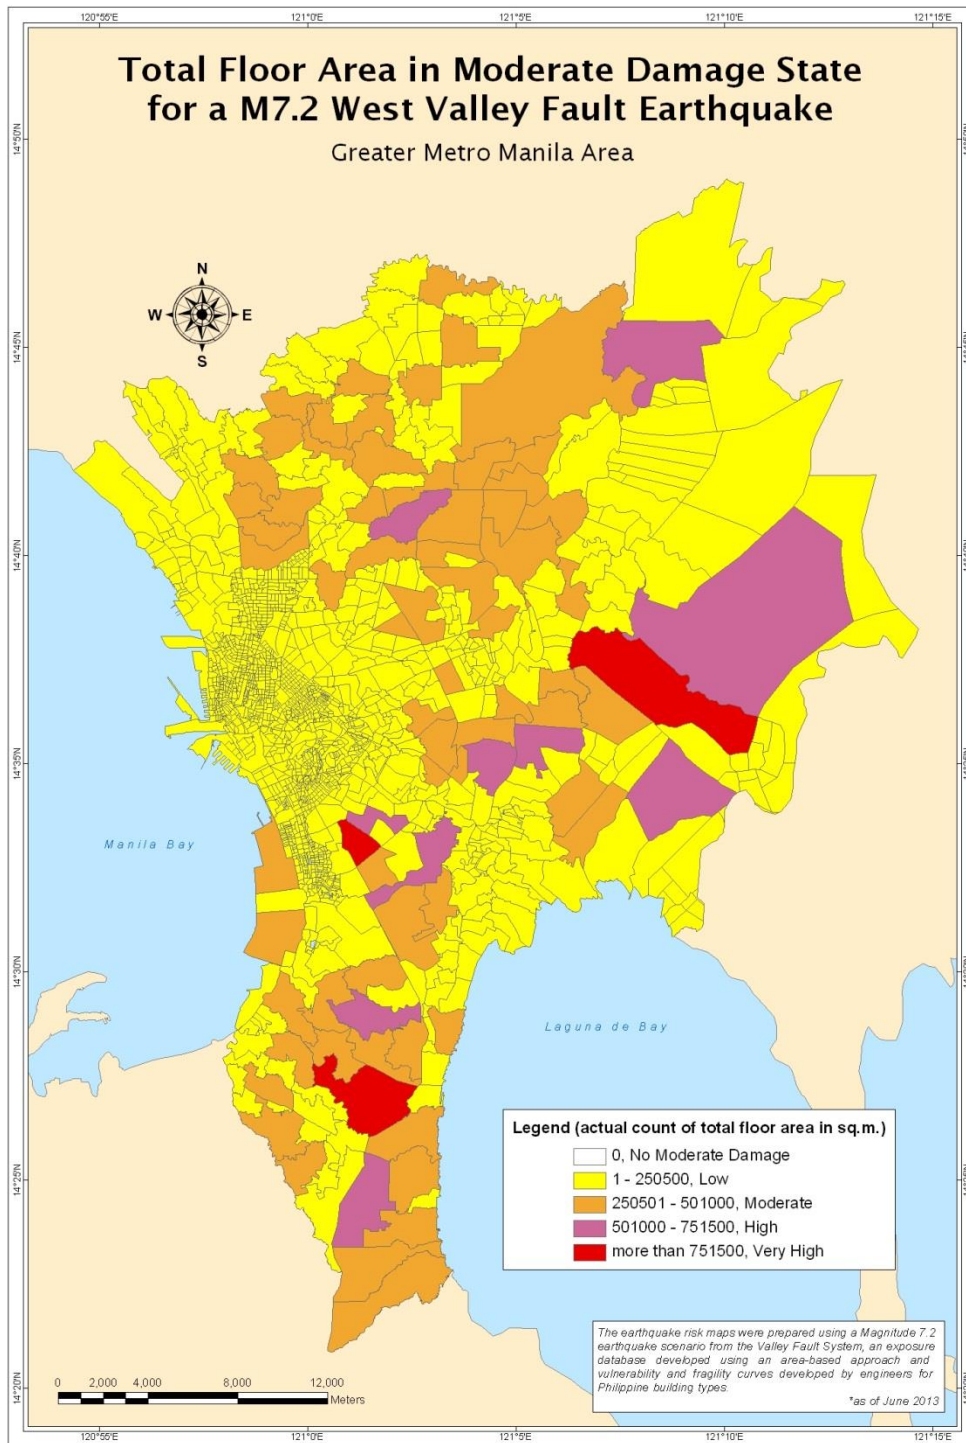 120°55'E 121°0'E 121°5'E 121°10'E 121°15'E
Total Floor Area in Moderate Damage State
for a M7.2 West Valley Fault Earthquake
Greater Metro Manila Area
14°50'N
N
W E
S
14°45'N
14°40'N
14°35'N
Manila Bay
14°30'N
Laguna de Bay
Legend (actual count of total floor area in sq.m.)
0, No Moderate Damage
1 - 250500, Low
250501 - 501000, Moderate
501000 - 751500, High
more than 751500, Very High
14°25'N
The earthquake risk maps were prepared using a Magnitude 7.2
earthquake scenario from the Valley Fault System, an exposure
database developed using an area-based approach and
vulnerability and fragility curves developed by engineers for
Philippine building types.
*as of June 2013
14°20'N
0 2,000 4,000 8,000 12,000
Meters
120°55'E 121°0'E 121°5'E 121°10'E 121°15'E